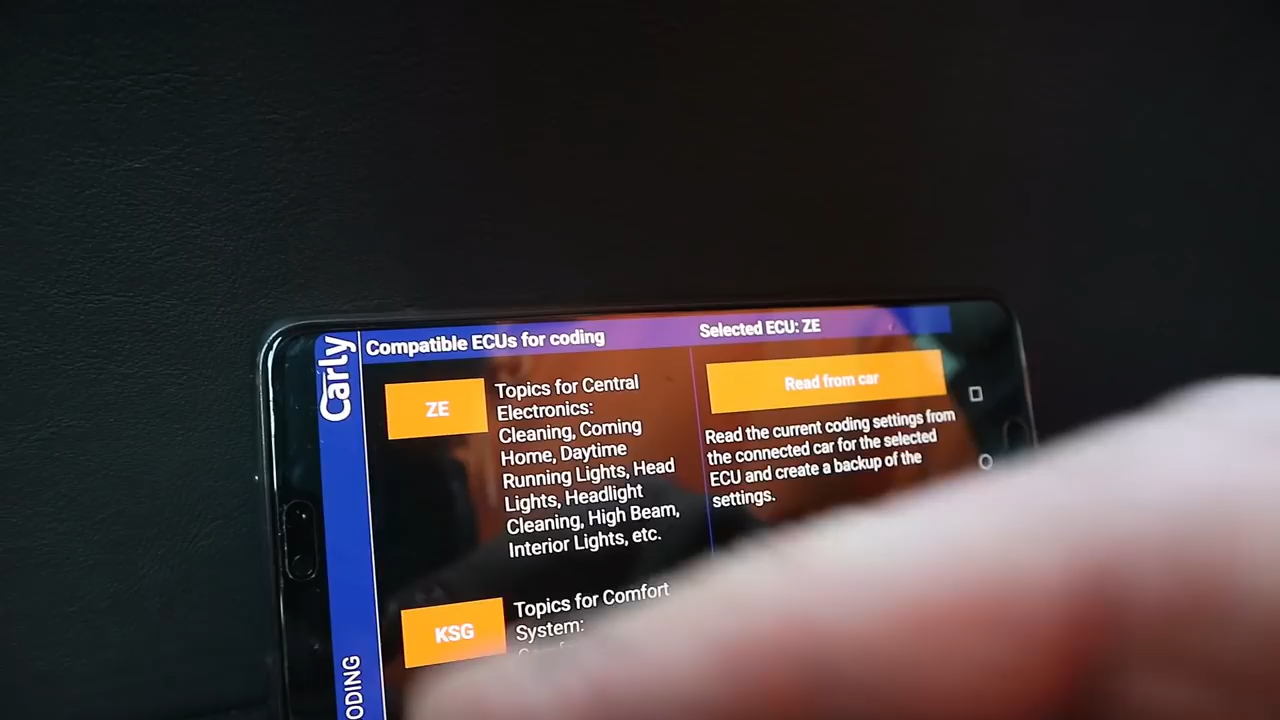 Carly
Compatible ECUs for coding
Selected ECU: ZE
ZE
Topics for Central
Electronics:
Cleaning, Coming
Home, Daytime
Running Lights, Head
Lights, Headlight
Cleaning, High Beam,
Interior Lights, etc.
Read from car
Read the current coding settings from
the connected car for the selected
ECU and create a backup of the
settings.
KSG
Topics for Comfort
System:
ODING